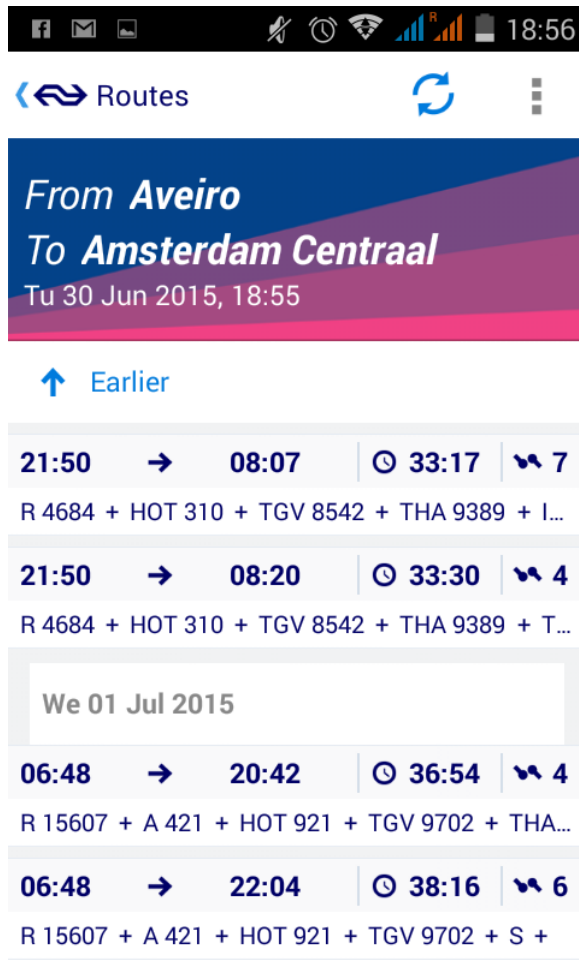 18:56
Routes
From Aveiro
To Amsterdam Centraal
Tu 30 Jun 2015, 18:55
Earlier
21:50 → 08:07 33:17 7
R 4684 + HOT 310 + TGV 8542 + THA 9389 + I...
21:50 → 08:20 33:30 4
R 4684 + HOT 310 + TGV 8542 + THA 9389 + T...
We 01 Jul 2015
06:48 → 20:42 36:54 4
R 15607 + A 421 + HOT 921 + TGV 9702 + THA...
06:48 → 22:04 38:16 6
R 15607 + A 421 + HOT 921 + TGV 9702 + S +